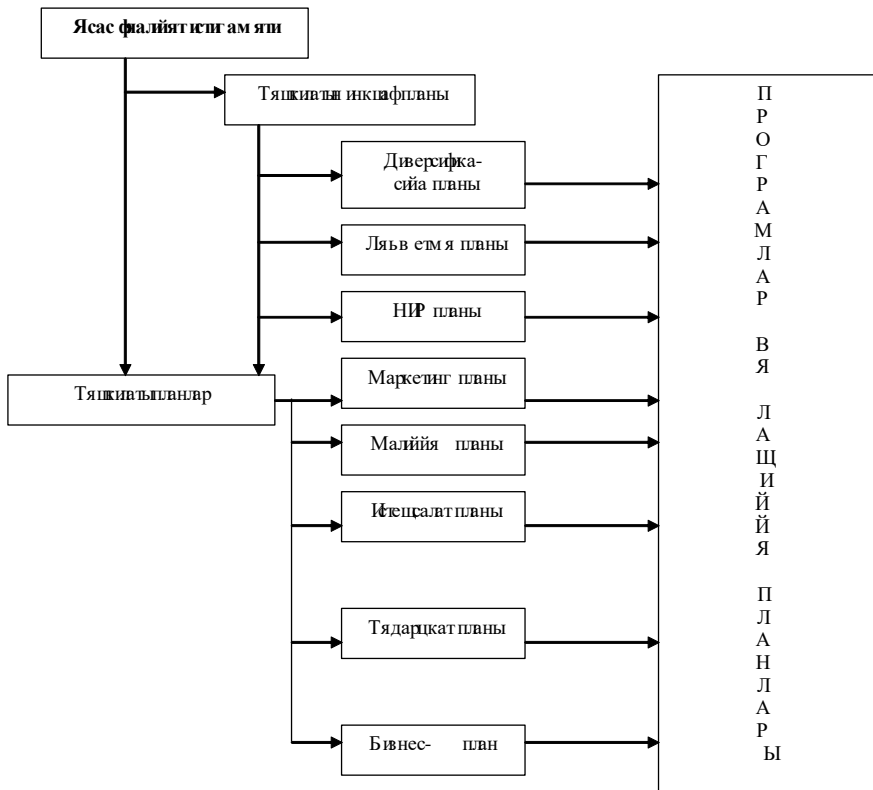 Ясас фяалиййят истигамяти
Тяшкилатын инкишаф планы
Диверсифика-
сийа планы
Ляьв етмя планы
НИР планы
Тяшкилаты планлар
Маркетинг планы
Малиййя планы
Истещсалат планы
Тядарцкат планы
Бизнес- план
П
Р
О
Г
Р
А
М
Л
А
Р
В
Я
Л
А
Щ
И
Й
Й
Я
П
Л
А
Н
Л
А
Р
Ы